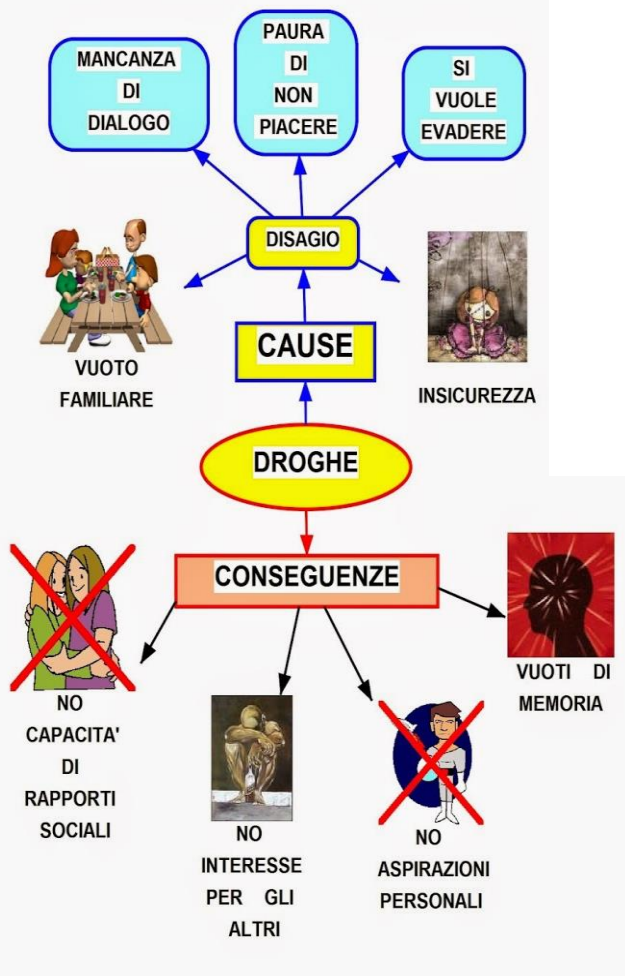 MANCANZA
DI
DIALOGO
PAURA
DI
NON
PIACERE
SI
VUOLE
EVADERE
DISAGIO
VUOTO
FAMILIARE
CAUSE
INSICUREZZA
DROGHE
CONSEGUENZE
NO
CAPACITA'
DI
RAPPORTI
SOCIALI
NO
INTERESSE
PER GLI
ALTRI
NO
ASPIRAZIONI
PERSONALI
VUOTI DI
MEMORIA